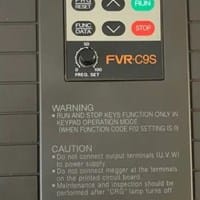 PRG
RESET
RUN
FUNC
DATA
STOP
FVR-C9S
0 100
FREQ. SET
WARNING
• RUN AND STOP KEYS FUNCTION ONLY IN
KEYPAD OPERATION MODE.
(WHEN FUNCTION CODE F02 SETTING IS 0)
CAUTION
• Do not connect output terminals (U.V.W)
to power supply.
• Do not connect megger at the terminals
on the printed circuit board.
• Maintenance and inspection should be
performed after "CRG" lamp turns off